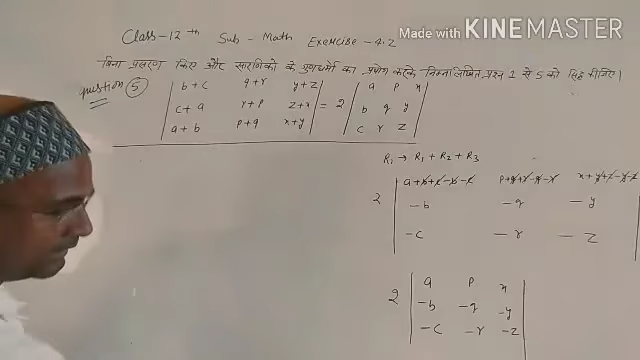 Made with KINEMASTER
Class-12th Sub - Math Exercise - 4.2
बिना प्रसरण किए और सारणिकों के गुणधर्मो का प्रयोग करके निम्नलिखित प्रश्न 1 से 5 को सिद्ध कीजिए।
Question (5) | b+c q+r y+z | = 2 | a p x |
| c+a r+p z+x | | b q y |
| a+b p+q x+y | | c r z |
R₁ → R₁ + R₂ + R₃
2 | a+b+c-b-c p+q+r-q-r x+y+z-y-z |
| -b -q -y |
| -c -r -z |
2 | a p x |
| -b -q -y |
| -c -r -z |